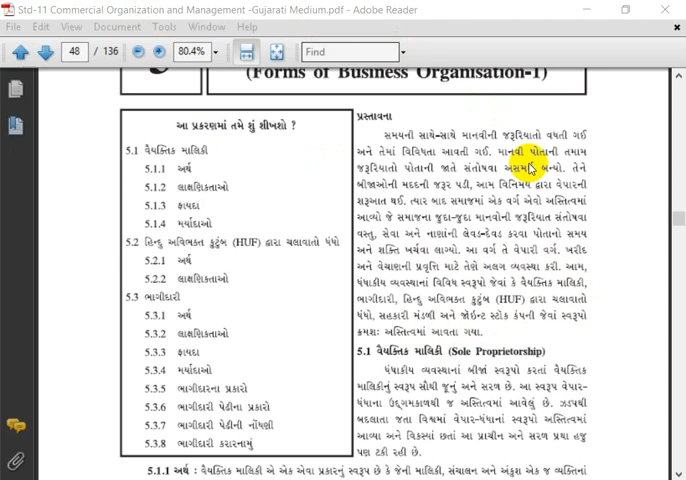 Std-11 Commercial Organization and Management -Gujarati Medium.pdf - Adobe Reader
File Edit View Document Tools Window Help
48 / 136 80.4% Find
(Forms of Business Organisation-1)
આ પ્રકરણમાં તમે શું શીખશો ?
5.1 વૈયક્તિક માલિકી
5.1.1 અર્થ
5.1.2 લાક્ષણિકતાઓ
5.1.3 ફાયદા
5.1.4 મર્યાદાઓ
5.2 હિન્દુ અવિભક્ત કુટુંબ (HUF) દ્વારા ચલાવાતો ધંધો
5.2.1 અર્થ
5.2.2 લાક્ષણિકતાઓ
5.3 ભાગીદારી
5.3.1 અર્થ
5.3.2 લાક્ષણિકતાઓ
5.3.3 ફાયદા
5.3.4 મર્યાદાઓ
5.3.5 ભાગીદારના પ્રકારો
5.3.6 ભાગીદારી પેઢીના પ્રકારો
5.3.7 ભાગીદારી પેઢીની નોંધણી
5.3.8 ભાગીદારી કરારનામું
પ્રસ્તાવના
સમયની સાથે-સાથે માનવીની જરૂરિયાતો વધતી ગઈ
અને તેમાં વિવિધતા આવતી ગઈ. માનવી પોતાની તમામ
જરૂરિયાતો પોતાની જાતે સંતોષવા અસમર્થ બન્યો. તેને
બીજાઓની મદદની જરૂર પડી, આમ વિનિમય દ્વારા વેપારની
શરૂઆત થઈ. ત્યાર બાદ સમાજમાં એક વર્ગ એવો અસ્તિત્વમાં
આવ્યો જે સમાજના જુદા-જુદા માનવોની જરૂરિયાત સંતોષવા
વસ્તુ, સેવા અને નાણાંની લેવડ-દેવડ કરવા પોતાનો સમય
અને શક્તિ ખર્ચવા લાગ્યો. આ વર્ગ તે વેપારી વર્ગ. ખરીદ
અને વેચાણની પ્રવૃત્તિ માટે તેણે અલગ વ્યવસ્થા કરી. આમ,
ધંધાકીય વ્યવસ્થાનાં વિવિધ સ્વરૂપો જેવાં કે વૈયક્તિક માલિકી,
ભાગીદારી, હિન્દુ અવિભક્ત કુટુંબ (HUF) દ્વારા ચલાવાતો
ધંધો, સહકારી મંડળી અને જોઇન્ટ સ્ટોક કંપની જેવાં સ્વરૂપો
ક્રમશઃ અસ્તિત્વમાં આવતા ગયા.
5.1 વૈયક્તિક માલિકી (Sole Proprietorship)
ધંધાકીય વ્યવસ્થાનાં બીજાં સ્વરૂપો કરતાં વૈયક્તિક
માલિકીનું સ્વરૂપ સૌથી જૂનું અને સરળ છે. આ સ્વરૂપ વેપાર-
ધંધાના ઉદ્ગમકાળથી જ અસ્તિત્વમાં આવેલું છે. ઝડપથી
બદલાતા જતા વિશ્વમાં વેપાર-ધંધાનાં સ્વરૂપો અસ્તિત્વમાં
આવ્યા અને વિકસ્યાં છતાં આ પ્રાચીન અને સરળ પ્રથા હજુ
પણ ટકી રહી છે.
5.1.1 અર્થ : વૈયક્તિક માલિકી એ એક એવા પ્રકારનું સ્વરૂપ છે કે જેની માલિકી, સંચાલન અને અંકુશ એક જ વ્યક્તિનાં